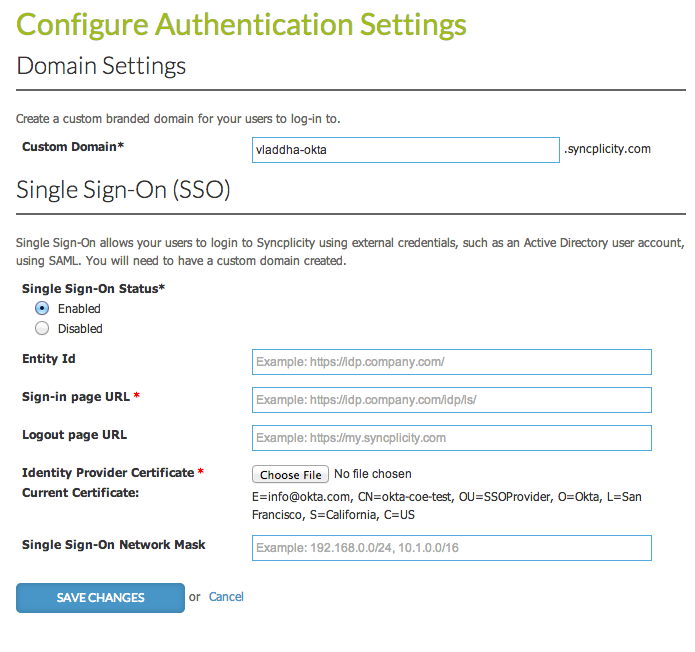 Configure Authentication Settings
Domain Settings
Create a custom branded domain for your users to log-in to.
Custom Domain* vladdha-okta .syncplicity.com
Single Sign-On (SSO)
Single Sign-On allows your users to login to Syncplicity using external credentials, such as an Active Directory user account,
using SAML. You will need to have a custom domain created.
Single Sign-On Status*
Enabled
Disabled
Entity Id Example: https://idp.company.com/
Sign-in page URL * Example: https://idp.company.com/idp/ls/
Logout page URL Example: https://my.syncplicity.com
Identity Provider Certificate * Choose File No file chosen
Current Certificate: E=info@okta.com, CN=okta-coe-test, OU=SSOProvider, O=Okta, L=San
Francisco, S=California, C=US
Single Sign-On Network Mask Example: 192.168.0.0/24, 10.1.0.0/16
SAVE CHANGES or Cancel